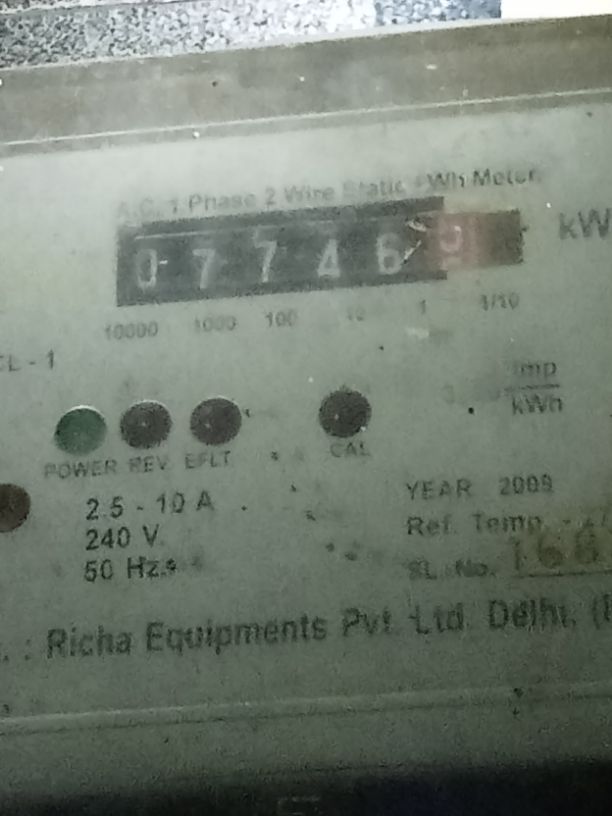 A.C. 1 Phase 2 Wire Static kWh Meter
0 7 7 4 6
kW
10000 1000 100 10 1 1/10
CL - 1
Imp
kWh
POWER REV EFLT CAL
2.5 - 10 A
240 V.
50 Hz.
YEAR 2009
Ref. Temp. -
SL. No. 168
Richa Equipments Pvt. Ltd. Delhi.